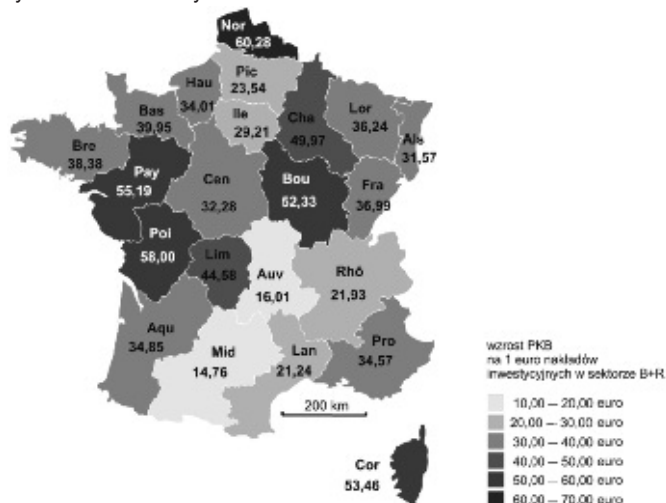 Nor
60,28
Pic
23,54
Hau
34,01
Ile
29,21
Bas
39,95
Cha
49,97
Lor
36,24
Als
31,57
Bre
38,38
Pay
55,19
Cen
32,28
Bou
52,33
Fra
36,99
Poi
58,00
Lim
44,58
Auv
16,01
Rhô
21,93
Aqu
34,85
Mid
14,76
Lan
21,24
Pro
34,57
200 km
Cor
53,46
wzrost PKB
na 1 euro nakładów
inwestycyjnych w sektorze B+R
10,00 — 20,00 euro
20,00 — 30,00 euro
30,00 — 40,00 euro
40,00 — 50,00 euro
50,00 — 60,00 euro
60,00 — 70,00 euro